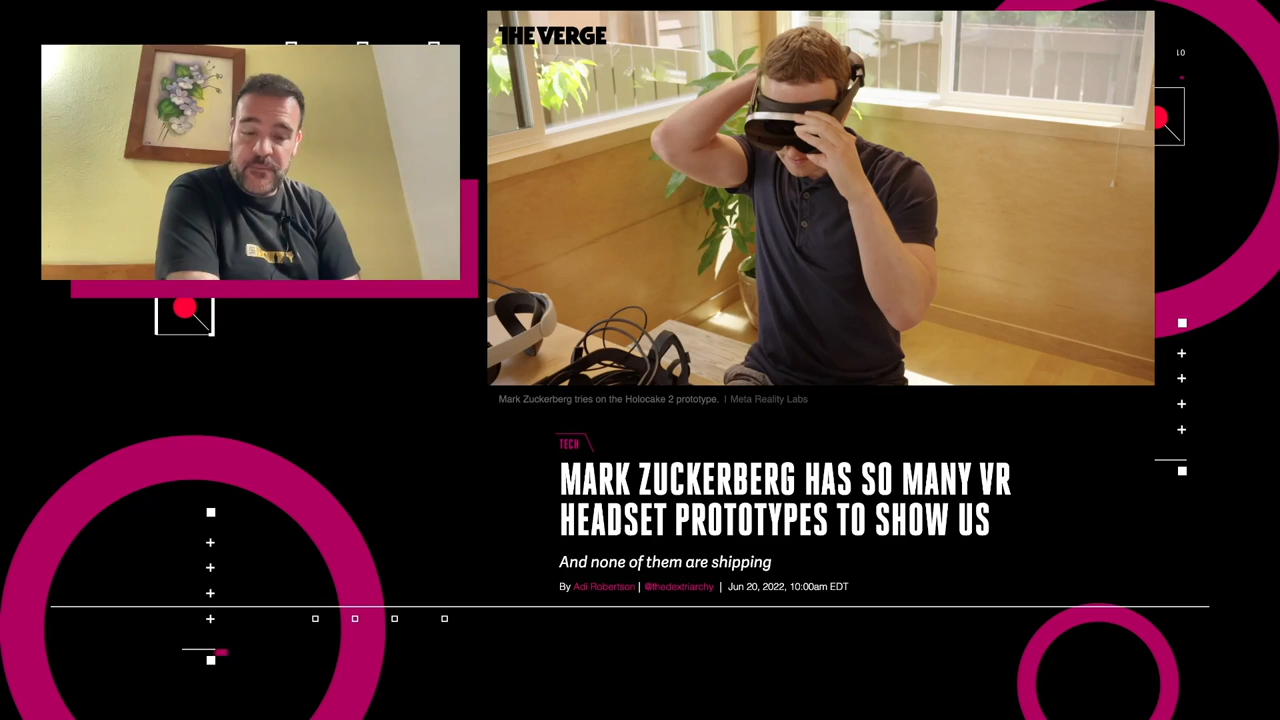 THE VERGE
10
Mark Zuckerberg tries on the Holocake 2 prototype. | Meta Reality Labs
TECH
MARK ZUCKERBERG HAS SO MANY VR
HEADSET PROTOTYPES TO SHOW US
And none of them are shipping
By Adi Robertson | @thedextriarchy | Jun 20, 2022, 10:00am EDT